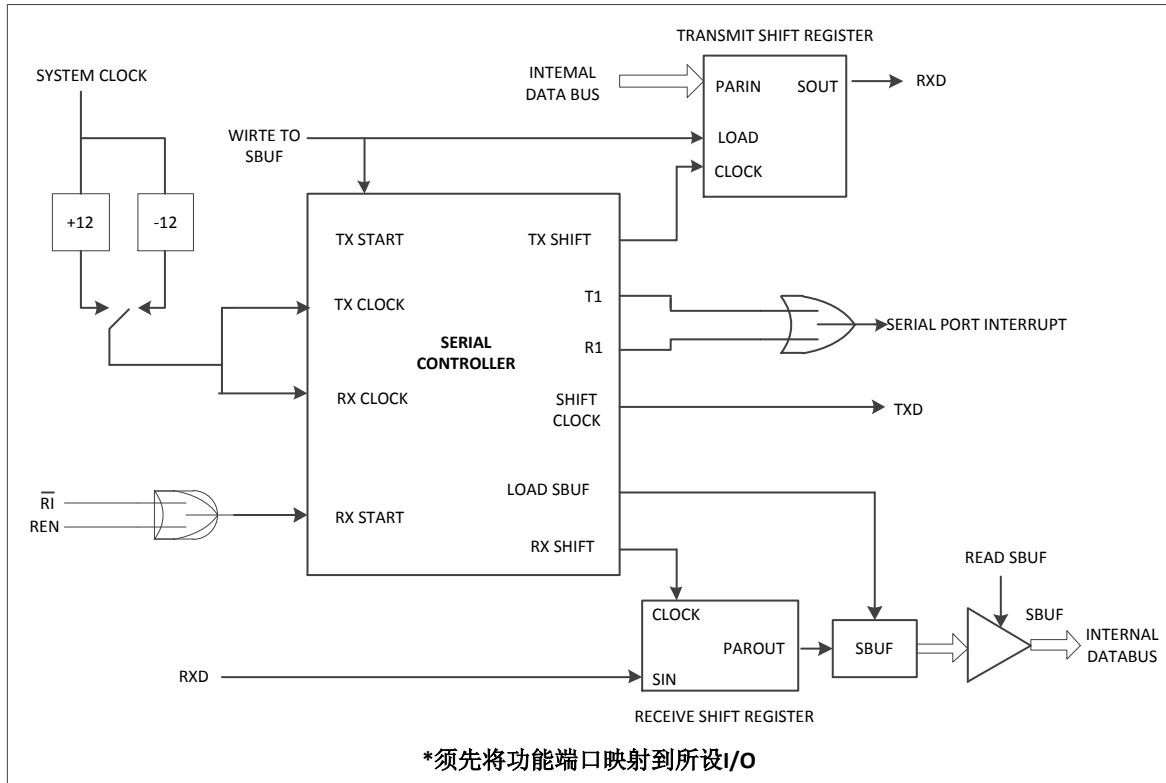 TRANSMIT SHIFT REGISTER
SYSTEM CLOCK
INTEMAL
DATA BUS
PARIN
SOUT
RXD
WIRTE TO
SBUF
LOAD
CLOCK
+12
-12
TX START
TX SHIFT
TX CLOCK
T1
SERIAL PORT INTERRUPT
SERIAL
CONTROLLER
R1
RX CLOCK
SHIFT
CLOCK
TXD
LOAD SBUF
RI
REN
RX START
RX SHIFT
READ SBUF
CLOCK
PAROUT
SBUF
SBUF
INTERNAL
DATABUS
RXD
SIN
RECEIVE SHIFT REGISTER
*须先将功能端口映射到所设I/O